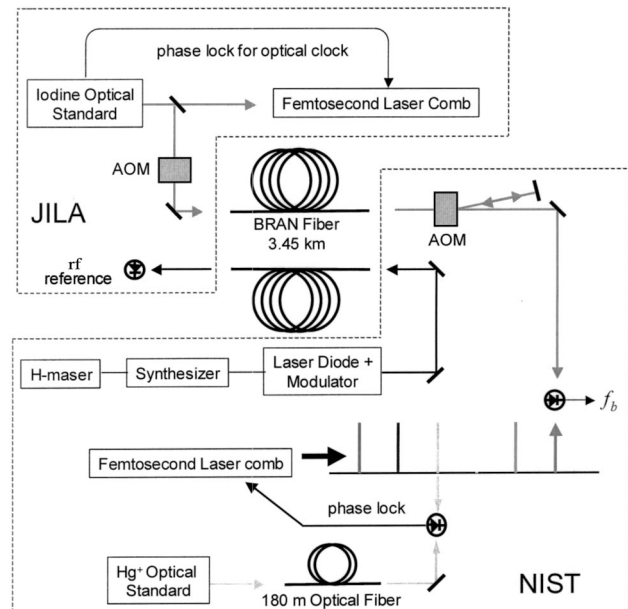 phase lock for optical clock
Iodine Optical
Standard
Femtosecond Laser Comb
AOM
JILA
BRAN Fiber
3.45 km
AOM
rf
reference
H-maser
Synthesizer
Laser Diode +
Modulator
f_b
Femtosecond Laser comb
phase lock
Hg⁺ Optical
Standard
180 m Optical Fiber
NIST